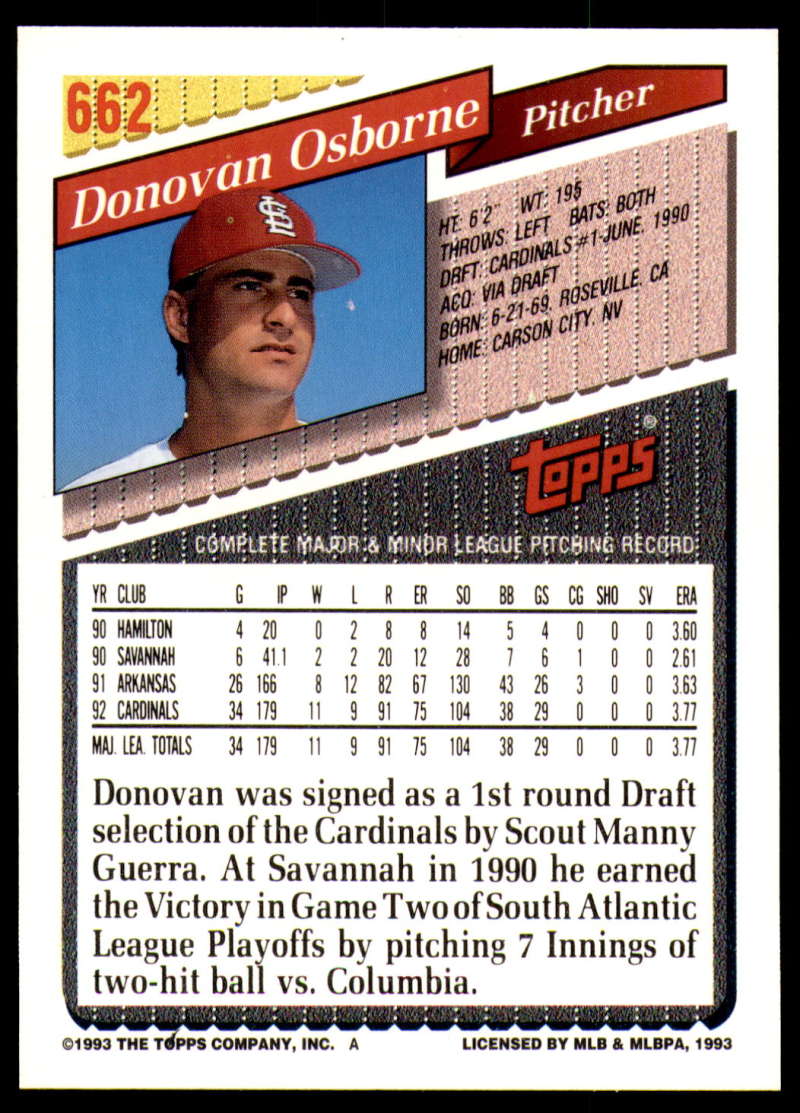 662
Donovan Osborne
Pitcher
HT: 6'2" WT: 195
THROWS: LEFT BATS: BOTH
DRFT: CARDINALS #1-JUNE, 1990
ACQ: VIA DRAFT
BORN: 6-21-69, ROSEVILLE, CA
HOME: CARSON CITY, NV
StL
TOPPS®
COMPLETE MAJOR & MINOR LEAGUE PITCHING RECORD
YR CLUB G IP W L R ER SO BB GS CG SHO SV ERA
90 HAMILTON 4 20 0 2 8 8 14 5 4 0 0 0 3.60
90 SAVANNAH 6 41.1 2 2 20 12 28 7 6 1 0 0 2.61
91 ARKANSAS 26 166 8 12 82 67 130 43 26 3 0 0 3.63
92 CARDINALS 34 179 11 9 91 75 104 38 29 0 0 0 3.77
MAJ. LEA. TOTALS 34 179 11 9 91 75 104 38 29 0 0 0 3.77
Donovan was signed as a 1st round Draft
selection of the Cardinals by Scout Manny
Guerra. At Savannah in 1990 he earned
the Victory in Game Two of South Atlantic
League Playoffs by pitching 7 Innings of
two-hit ball vs. Columbia.
©1993 THE TOPPS COMPANY, INC. A
LICENSED BY MLB & MLBPA, 1993